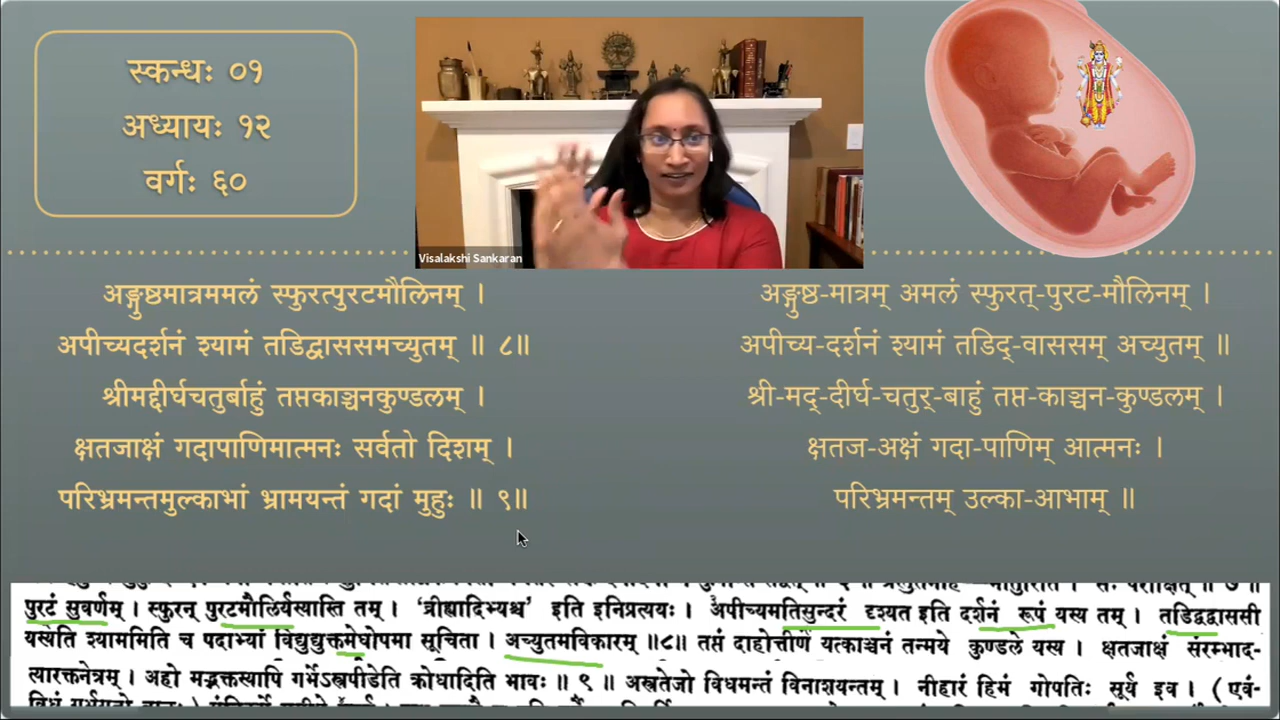 स्कन्धः ०१
अध्यायः १२
वर्गः ६०
Visalakshi Sankaran
अङ्गुष्ठमात्रममलं स्फुरत्पुरटमौलिनम् ।
अपीच्यदर्शनं श्यामं तडिद्वाससमच्युतम् ॥ ८॥
श्रीमद्दीर्घचतुर्बाहुं तप्तकाञ्चनकुण्डलम् ।
क्षतजाक्षं गदापाणिमात्मनः सर्वतो दिशम् ।
परिभ्रमन्तमुल्काभां भ्रामयन्तं गदां मुहुः ॥ ९॥
अङ्गुष्ठ-मात्रम् अमलं स्फुरत्-पुरट-मौलिनम् ।
अपीच्य-दर्शनं श्यामं तडिद्-वाससम् अच्युतम् ॥
श्री-मद्-दीर्घ-चतुर्-बाहुं तप्त-काञ्चन-कुण्डलम् ।
क्षतज-अक्षं गदा-पाणिम् आत्मनः ।
परिभ्रमन्तम् उल्का-आभाम् ॥
पुरटं सुवर्णम् । स्फुरन् पुरटमौलिर्यस्यास्ति तम् । ‘व्रीह्यादिभ्यश्च’ इति इनिप्रत्ययः । अपीच्यमतिसुन्दरं दृश्यत इति दर्शनं रूपं यस्य तम् । तडिद्वद्वाससी
यस्येति श्याममिति च पदाभ्यां विद्युद्युक्तमेघोपमा सूचिता । अच्युतमविकारम् ॥८॥ तप्तं दाहोत्तीर्णं यत्काञ्चनं तन्मये कुण्डले यस्य । क्षतजाक्षं संरम्भाद-
त्यारक्तनेत्रम् । अहो मद्भक्तस्यापि गर्भेऽस्त्रपीडेति क्रोधादिति भावः ॥ ९ ॥ अस्त्रतेजो विधमन्तं विनाशयन्तम् । नीहारं हिमं गोपतिः सूर्य इव । ( एवं-